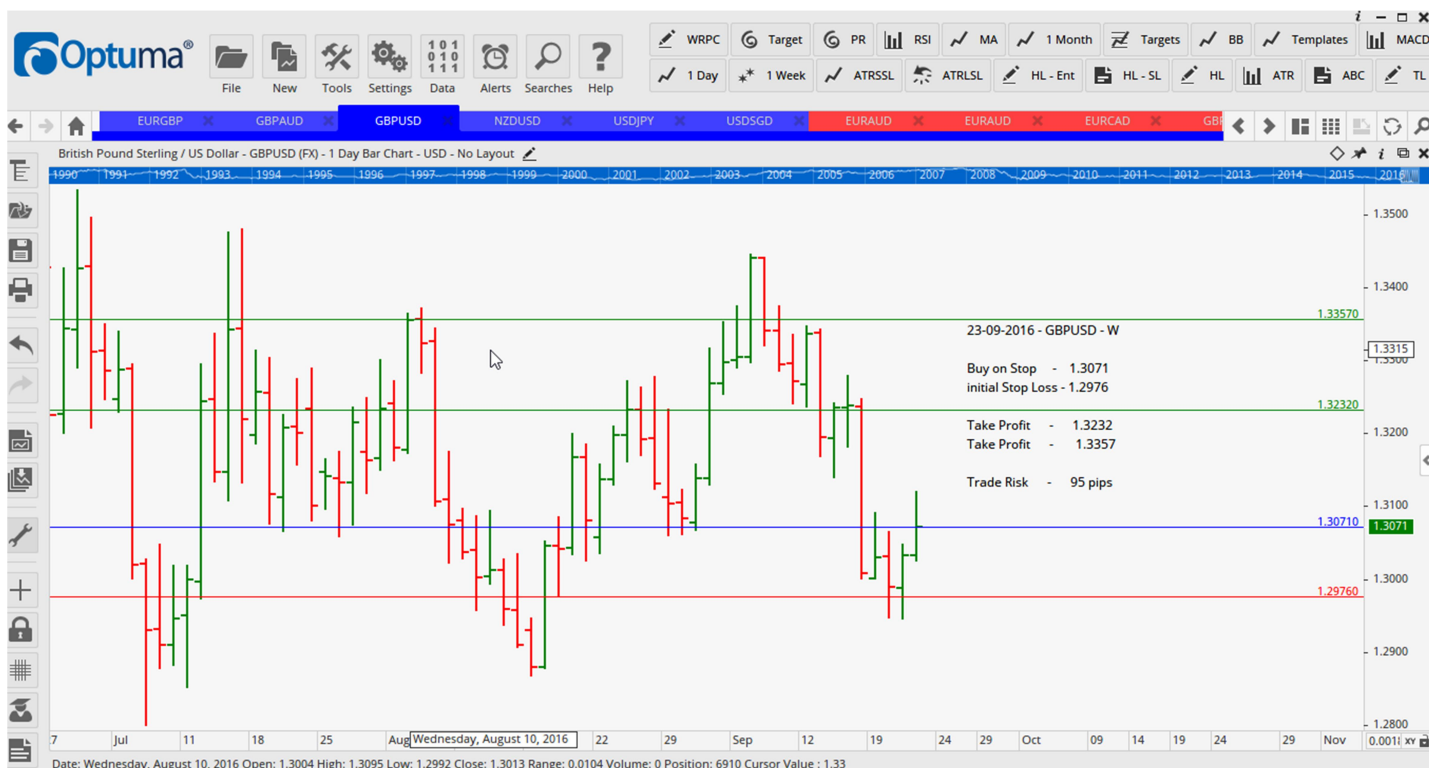 Optuma®
File New Tools Settings Data Alerts Searches Help
WRPC Target PR RSI MA 1 Month Targets BB Templates MACD
1 Day 1 Week ATRSSL ATRLSL HL - Ent HL - SL HL ATR ABC TL
EURGBP GBPAUD GBPUSD NZDUSD USDJPY USDSGD EURAUD EURAUD EURCAD GBP
British Pound Sterling / US Dollar - GBPUSD (FX) - 1 Day Bar Chart - USD - No Layout
1990 1991 1992 1993 1994 1995 1996 1997 1998 1999 2000 2001 2002 2003 2004 2005 2006 2007 2008 2009 2010 2011 2012 2013 2014 2015 2016
1.3500
1.3400
1.33570
23-09-2016 - GBPUSD - W
1.3315
1.3300
Buy on Stop - 1.3071
initial Stop Loss - 1.2976
1.32320
Take Profit - 1.3232
1.3200
Take Profit - 1.3357
Trade Risk - 95 pips
1.3100
1.30710
1.3071
1.3000
1.29760
1.2900
1.2800
7 Jul 11 18 25 Aug Wednesday, August 10, 2016 22 29 Sep 12 19 24 29 Oct 09 14 19 24 29 Nov XY
Date: Wednesday, August 10, 2016 Open: 1.3004 High: 1.3095 Low: 1.2992 Close: 1.3013 Range: 0.0104 Volume: 0 Position: 6910 Cursor Value : 1.33